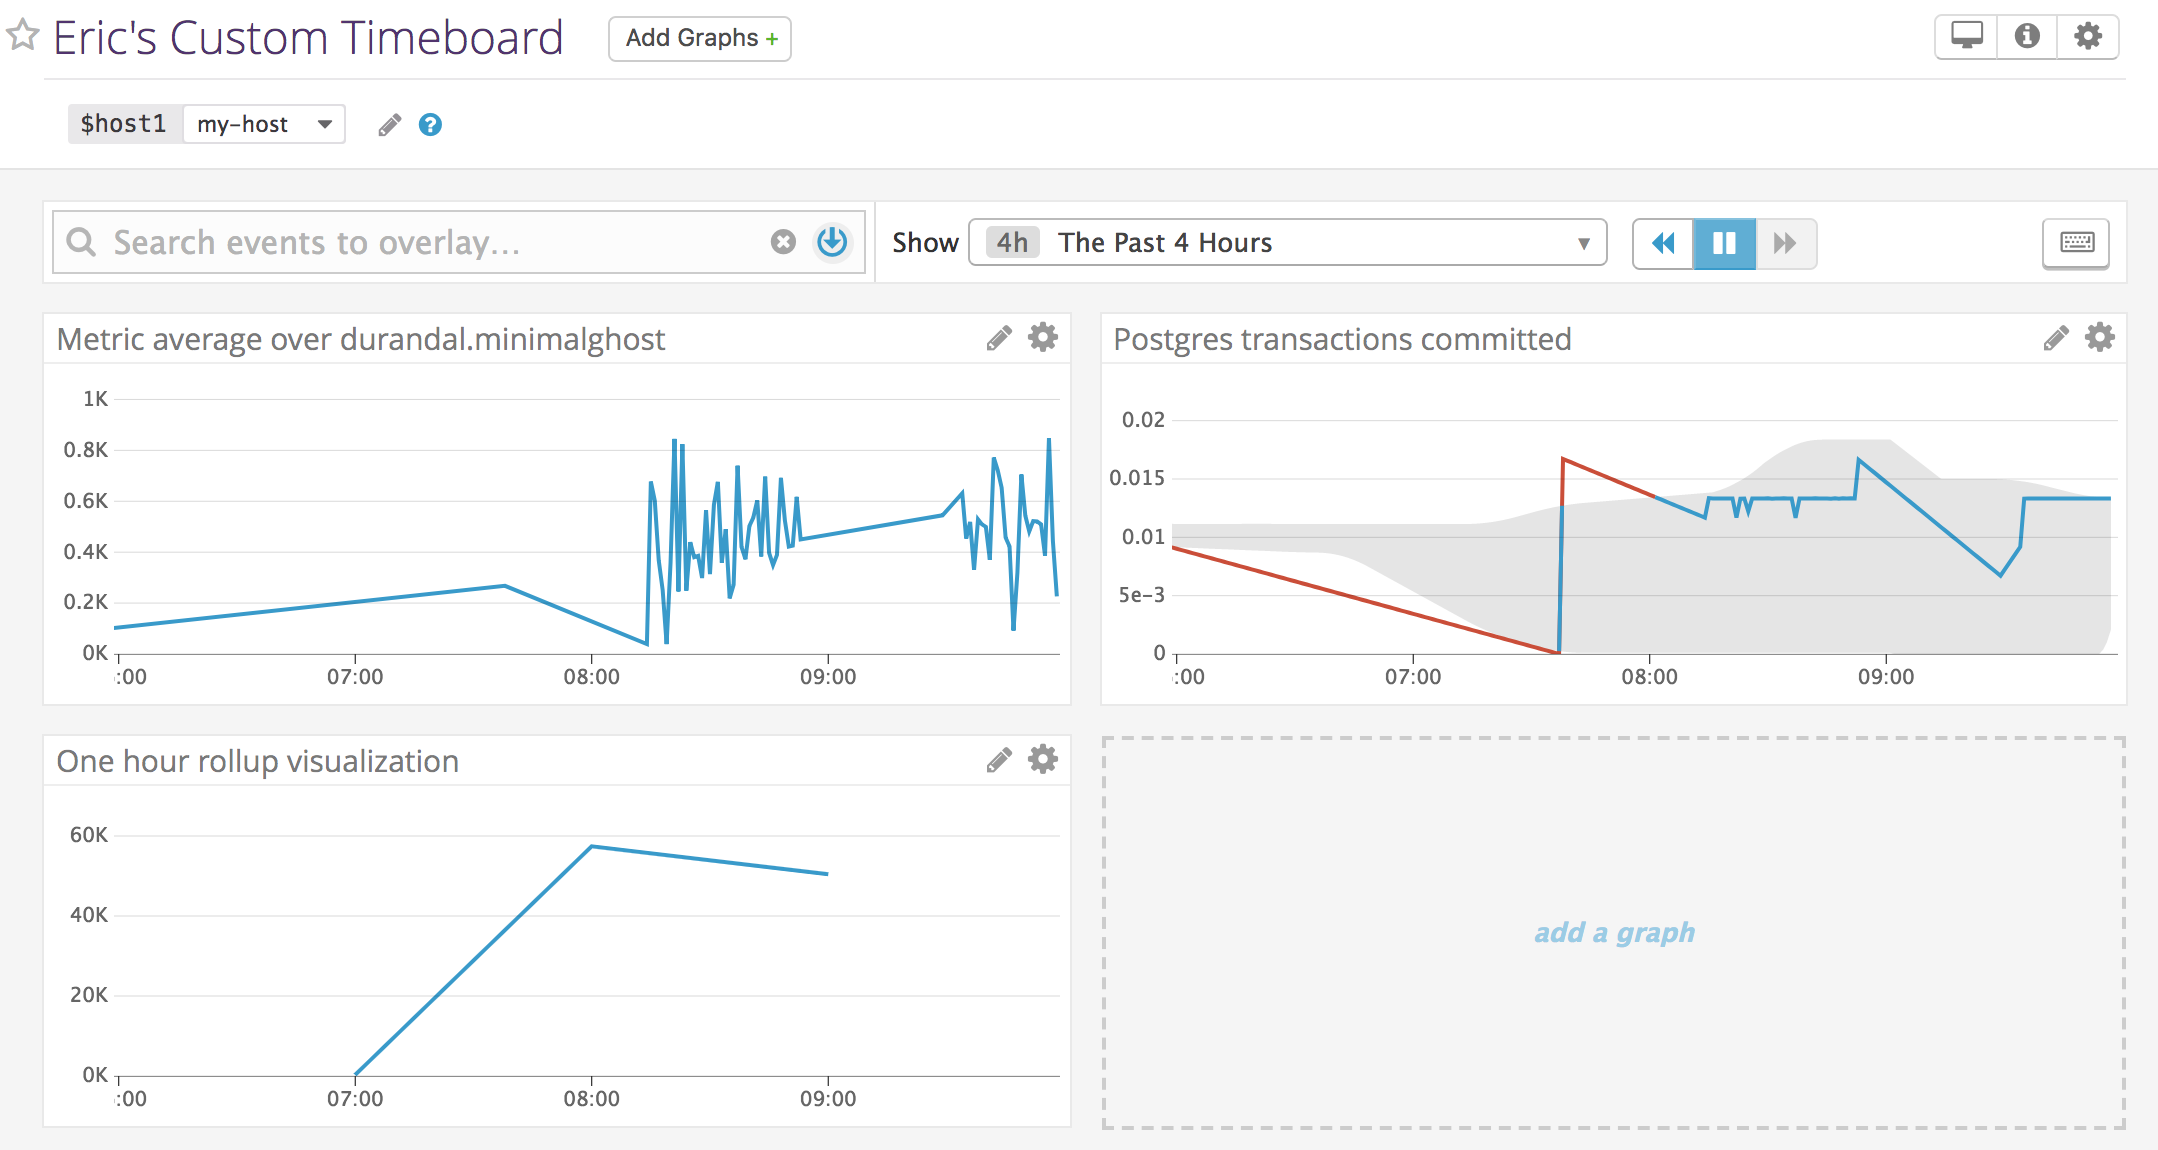 Eric's Custom Timeboard
Add Graphs +
$host1 my-host
Search events to overlay...
Show 4h The Past 4 Hours
Metric average over durandal.minimalghost
1K
0.8K
0.6K
0.4K
0.2K
0K
:00 07:00 08:00 09:00
Postgres transactions committed
0.02
0.015
0.01
5e-3
0
:00 07:00 08:00 09:00
One hour rollup visualization
60K
40K
20K
0K
:00 07:00 08:00 09:00
add a graph